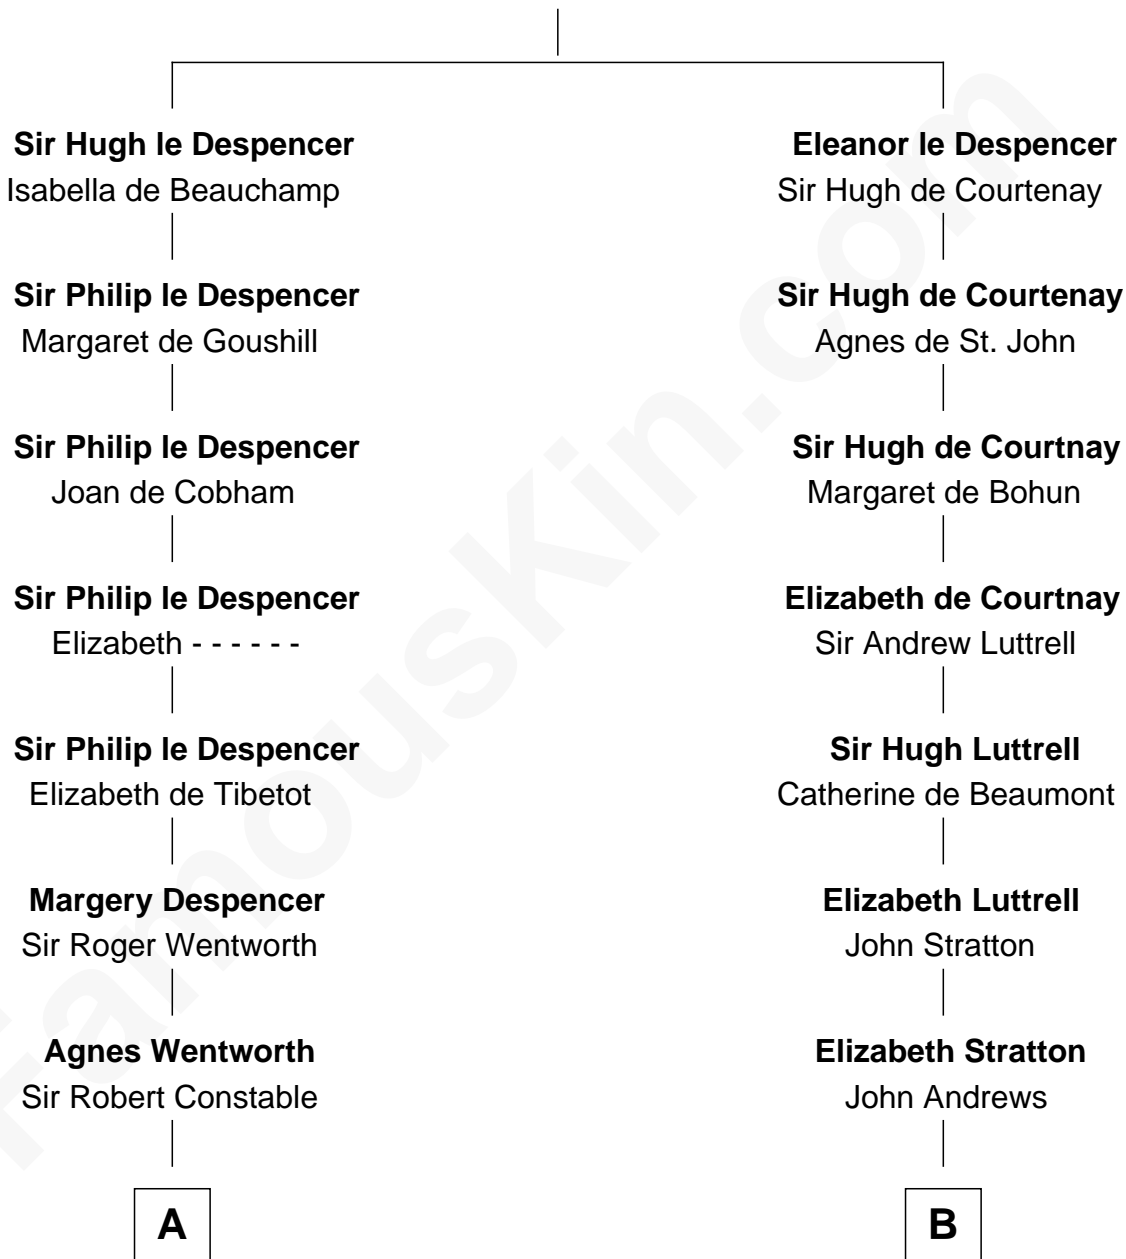 Sir Hugh le Despencer
Isabella de Beauchamp
Sir Philip le Despencer
Margaret de Goushill
Sir Philip le Despencer
Joan de Cobham
Sir Philip le Despencer
Elizabeth - - - - - -
Sir Philip le Despencer
Elizabeth de Tibetot
Margery Despencer
Sir Roger Wentworth
Agnes Wentworth
Sir Robert Constable
A
Eleanor le Despencer
Sir Hugh de Courtenay
Sir Hugh de Courtenay
Agnes de St. John
Sir Hugh de Courtnay
Margaret de Bohun
Elizabeth de Courtnay
Sir Andrew Luttrell
Sir Hugh Luttrell
Catherine de Beaumont
Elizabeth Luttrell
John Stratton
Elizabeth Stratton
John Andrews
B
FamousKin.com